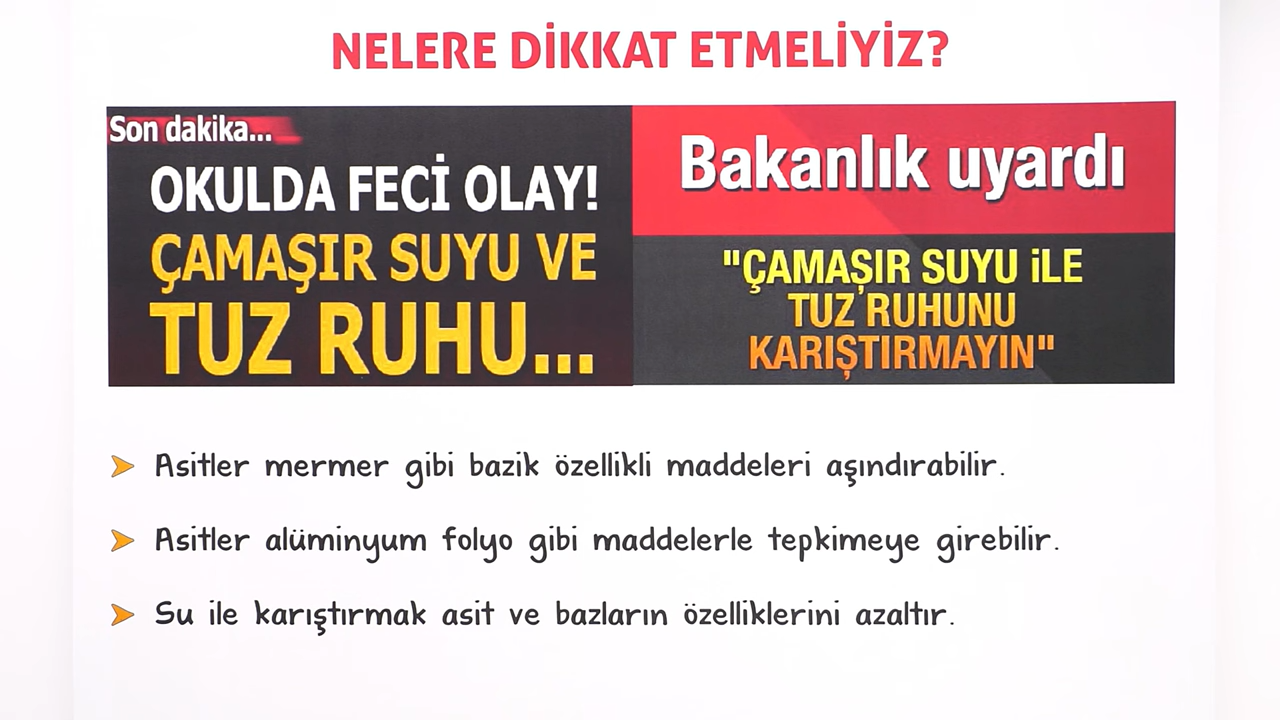 NELERE DİKKAT ETMELİYİZ?
Son dakika...
OKULDA FECİ OLAY!
ÇAMAŞIR SUYU VE
TUZ RUHU...
Bakanlık uyardı
"ÇAMAŞIR SUYU iLE
TUZ RUHUNU
KARIŞTIRMAYIN"
➤ Asitler mermer gibi bazik özellikli maddeleri aşındırabilir.
➤ Asitler alüminyum folyo gibi maddelerle tepkimeye girebilir.
➤ Su ile karıştırmak asit ve bazların özelliklerini azaltır.